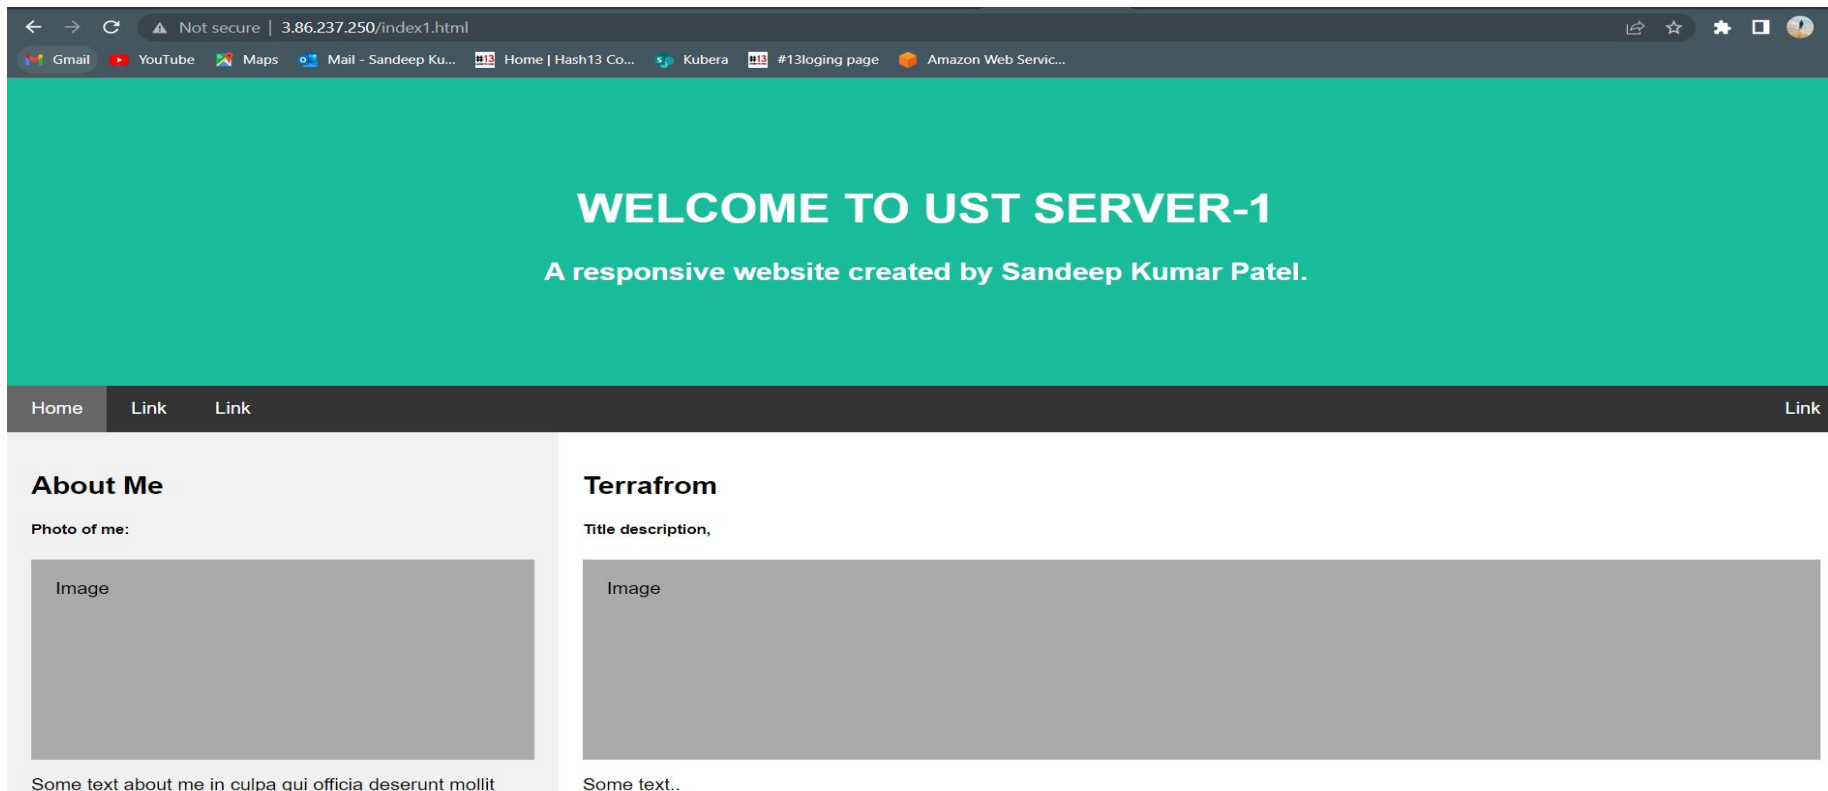 Not secure | 3.86.237.250/index1.html
Gmail YouTube Maps Mail - Sandeep Ku... #13 Home | Hash13 Co... Kubera #13 #13loging page Amazon Web Servic...
WELCOME TO UST SERVER-1
A responsive website created by Sandeep Kumar Patel.
Home Link Link Link
About Me
Photo of me:
Image
Some text about me in culpa qui officia deserunt mollit
Terrafrom
Title description,
Image
Some text..